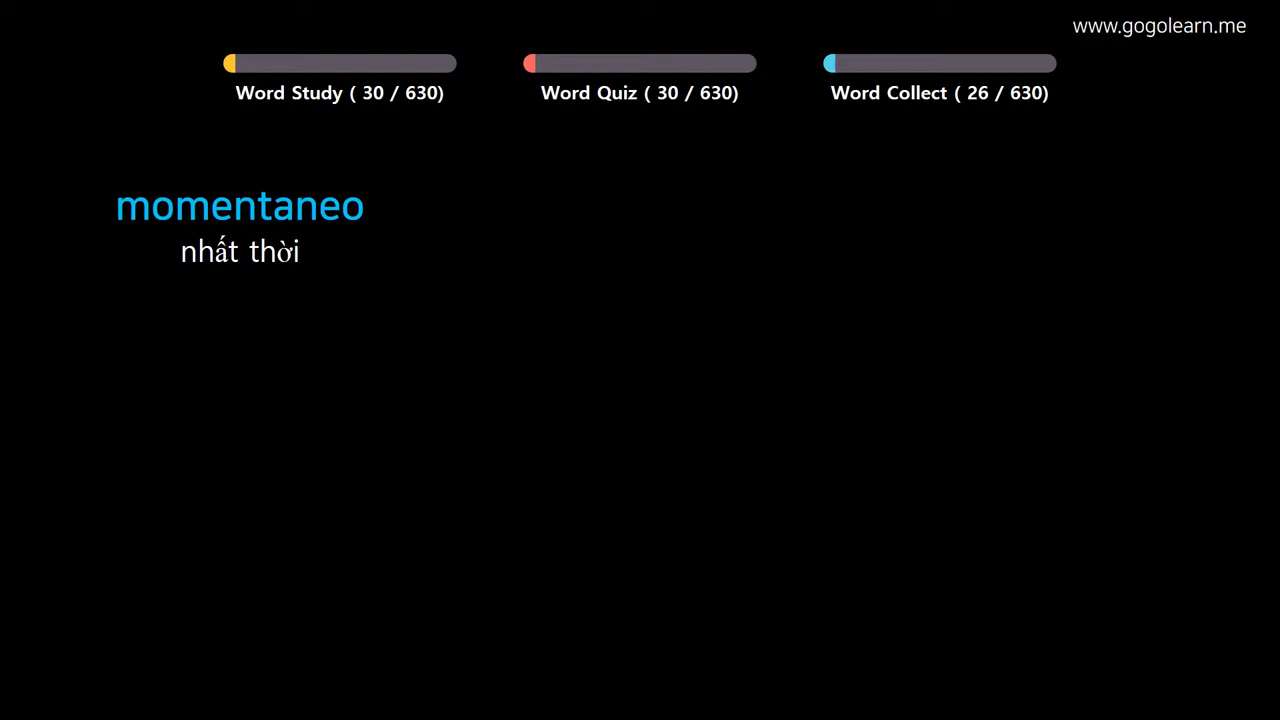 www.gogolearn.me
Word Study ( 30 / 630)
Word Quiz ( 30 / 630)
Word Collect ( 26 / 630)
momentaneo
nhất thời